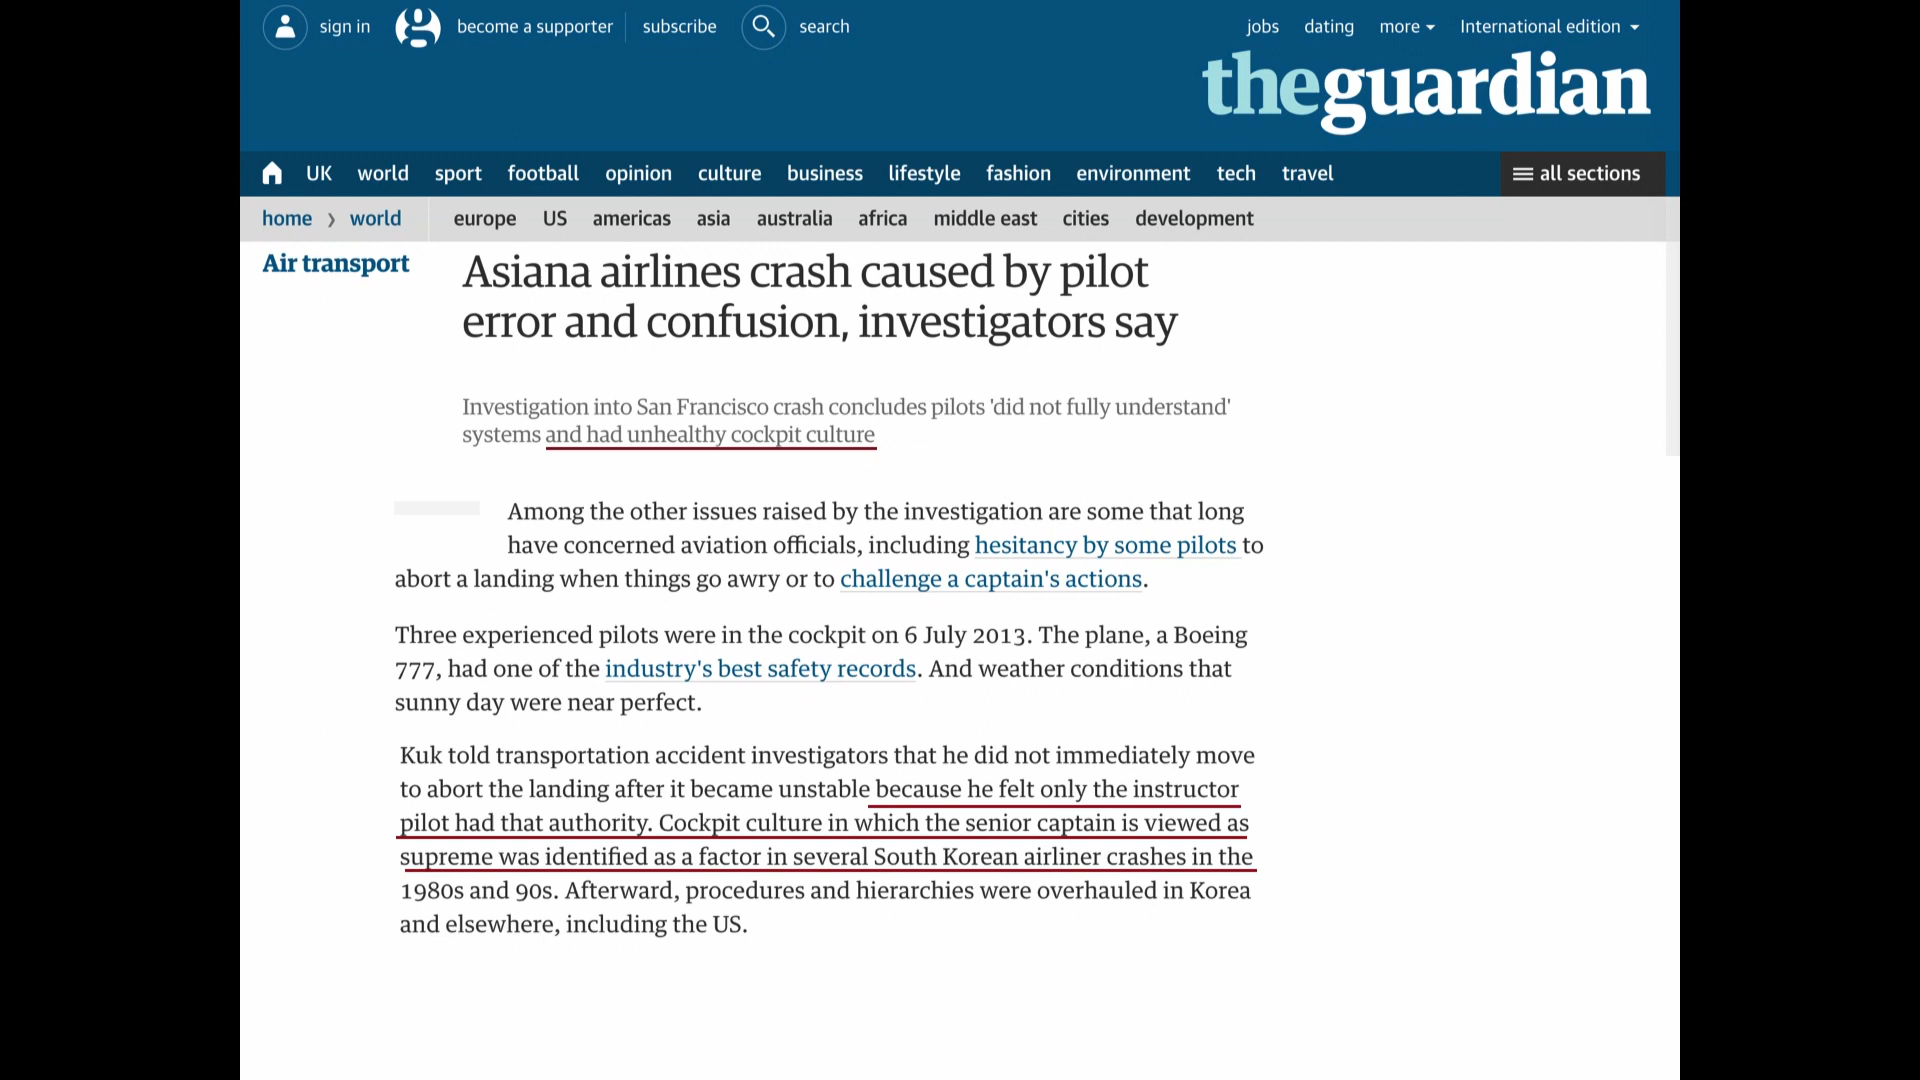 sign in
become a supporter
subscribe
search
jobs
dating
more
International edition
theguardian
UK world sport football opinion culture business lifestyle fashion environment tech travel
all sections
home › world
europe US americas asia australia africa middle east cities development
Air transport
Asiana airlines crash caused by pilot
error and confusion, investigators say
Investigation into San Francisco crash concludes pilots 'did not fully understand'
systems and had unhealthy cockpit culture
Among the other issues raised by the investigation are some that long
have concerned aviation officials, including hesitancy by some pilots to
abort a landing when things go awry or to challenge a captain's actions.
Three experienced pilots were in the cockpit on 6 July 2013. The plane, a Boeing
777, had one of the industry's best safety records. And weather conditions that
sunny day were near perfect.
Kuk told transportation accident investigators that he did not immediately move
to abort the landing after it became unstable because he felt only the instructor
pilot had that authority. Cockpit culture in which the senior captain is viewed as
supreme was identified as a factor in several South Korean airliner crashes in the
1980s and 90s. Afterward, procedures and hierarchies were overhauled in Korea
and elsewhere, including the US.